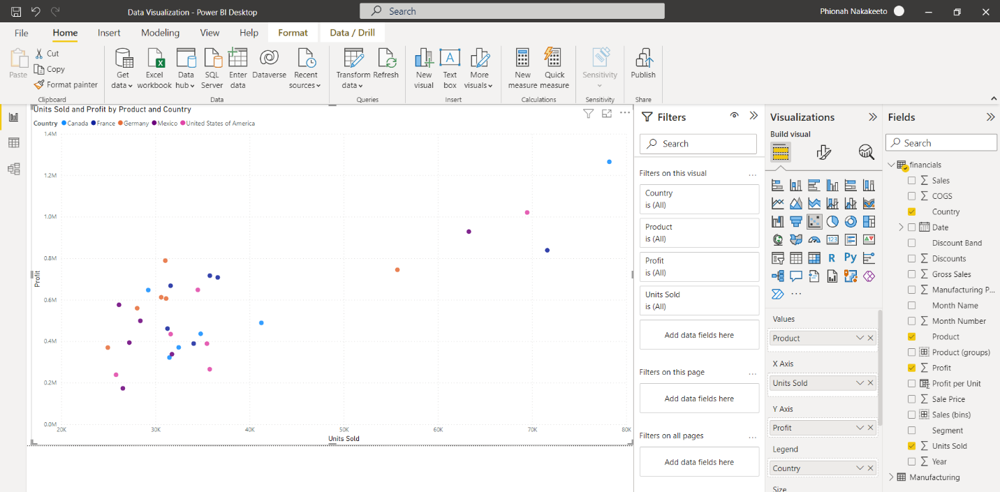 Data Visualization - Power BI Desktop
Search
Phionah Nakakeeto
File
Home
Insert
Modeling
View
Help
Format
Data / Drill
Paste
Cut
Copy
Format painter
Clipboard
Get
data
Excel
workbook
Data
hub
SQL
Server
Enter
data
Dataverse
Recent
sources
Data
Transform
data
Refresh
Queries
New
visual
Text
box
More
visuals
Insert
New
measure
Quick
measure
Calculations
Sensitivity
Sensitivity
Publish
Share
Units Sold and Profit by Product and Country
Country Canada France Germany Mexico United States of America
1.4M
1.2M
1.0M
0.8M
0.6M
0.4M
0.2M
0.0M
Profit
20K 30K 40K 50K 60K 70K 80K
Units Sold
Filters
Search
Filters on this visual
...
Country
is (All)
Product
is (All)
Profit
is (All)
Units Sold
is (All)
Add data fields here
Filters on this page
...
Add data fields here
Filters on all pages
...
Add data fields here
Visualizations
Build visual
123
R
Py
...
Values
Product
X Axis
Units Sold
Y Axis
Profit
Legend
Country
Size
Fields
Search
financials
Sales
COGS
Country
Date
Discount Band
Discounts
Gross Sales
Manufacturing P...
Month Name
Month Number
Product
Product (groups)
Profit
Profit per Unit
Sale Price
Sales (bins)
Segment
Units Sold
Year
Manufacturing